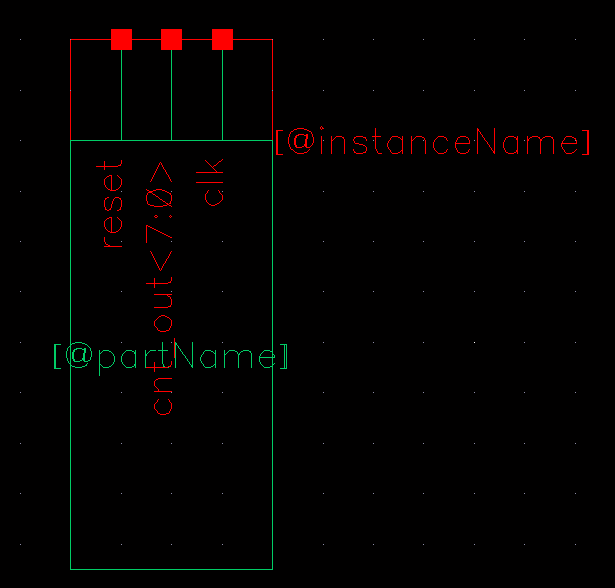 [@instanceName]
reset
cnt_out<7:0>
clk
[@partName]